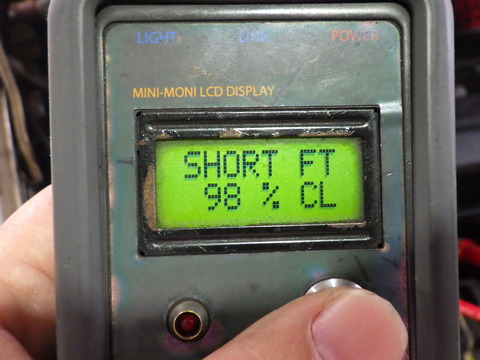 LIGHT LINK POWER
MINI-MONI LCD DISPLAY
SHORT FT
98 % CL